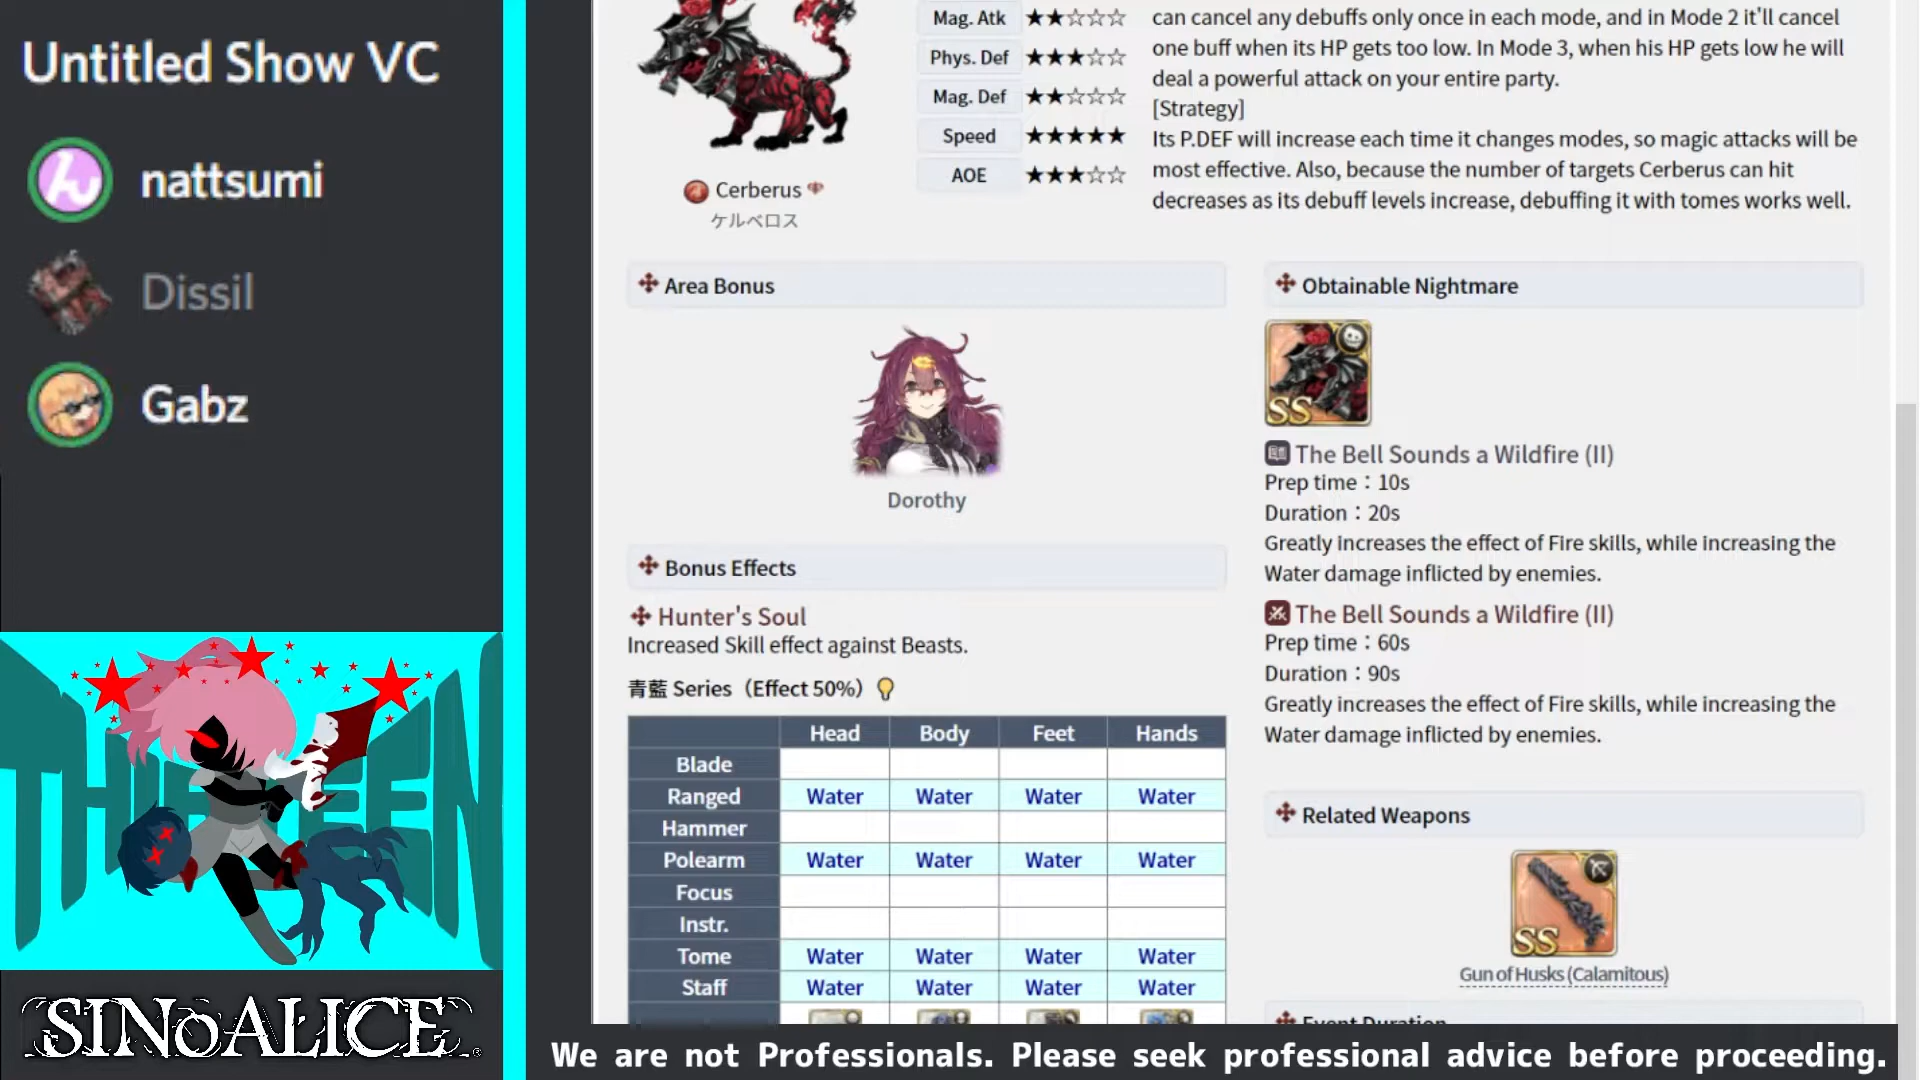 Untitled Show VC
nattsumi
Dissil
Gabz
THIRTEEN
SINoALICE
Mag. Atk ★★☆☆☆
Phys. Def ★★★☆☆
Mag. Def ★★☆☆☆
Speed ★★★★★
AOE ★★★☆☆
Cerberus
ケルベロス
can cancel any debuffs only once in each mode, and in Mode 2 it'll cancel
one buff when its HP gets too low. In Mode 3, when his HP gets low he will
deal a powerful attack on your entire party.
[Strategy]
Its P.DEF will increase each time it changes modes, so magic attacks will be
most effective. Also, because the number of targets Cerberus can hit
decreases as its debuff levels increase, debuffing it with tomes works well.
Area Bonus
Dorothy
Bonus Effects
Hunter's Soul
Increased Skill effect against Beasts.
青藍 Series（Effect 50%）
Head Body Feet Hands
Blade
Ranged Water Water Water Water
Hammer
Polearm Water Water Water Water
Focus
Instr.
Tome Water Water Water Water
Staff Water Water Water Water
Obtainable Nightmare
SS
The Bell Sounds a Wildfire (II)
Prep time：10s
Duration：20s
Greatly increases the effect of Fire skills, while increasing the
Water damage inflicted by enemies.
The Bell Sounds a Wildfire (II)
Prep time：60s
Duration：90s
Greatly increases the effect of Fire skills, while increasing the
Water damage inflicted by enemies.
Related Weapons
SS
Gun of Husks (Calamitous)
Event Duration
We are not Professionals. Please seek professional advice before proceeding.